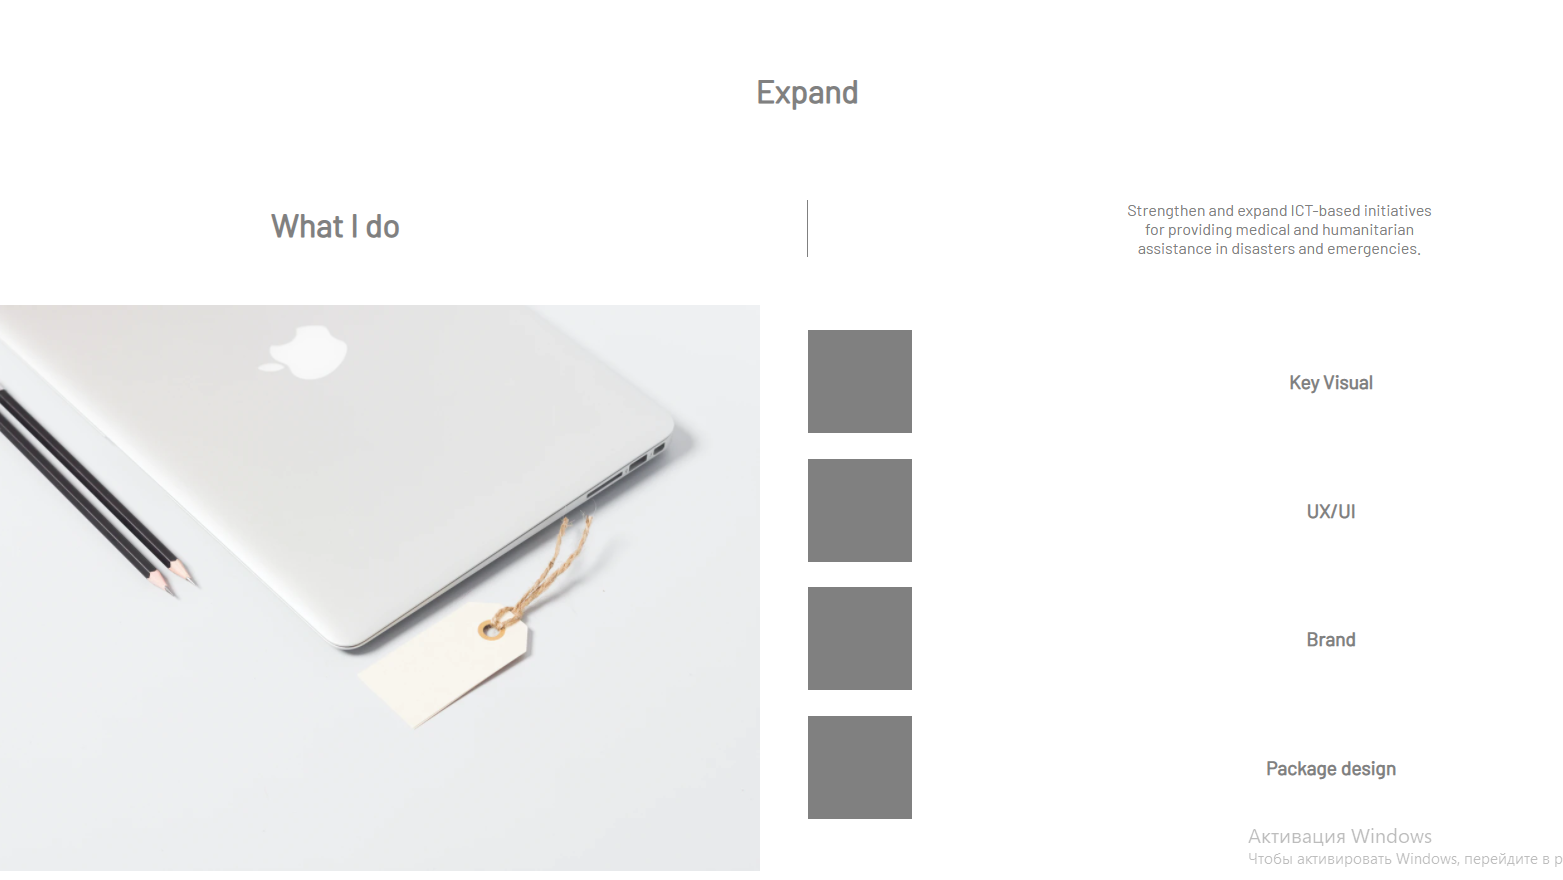 Expand
What I do
Strengthen and expand ICT-based initiatives
for providing medical and humanitarian
assistance in disasters and emergencies.
Key Visual
UX/UI
Brand
Package design
Активация Windows
Чтобы активировать Windows, перейдите в р